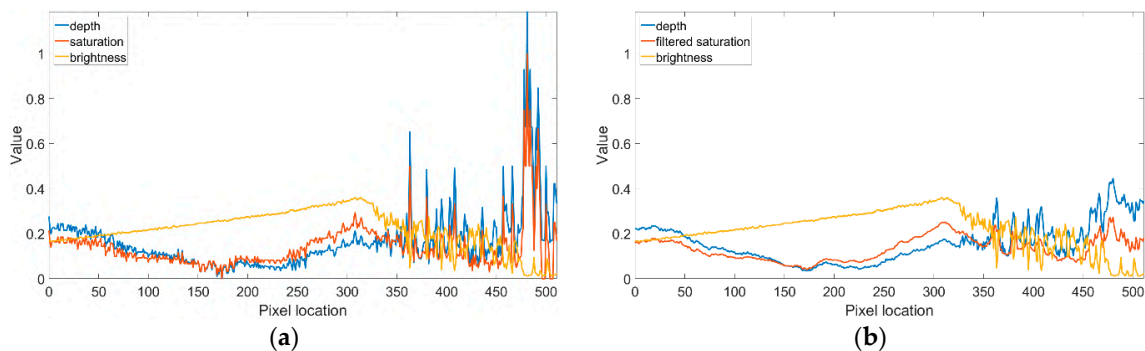 depth
saturation
brightness
1
0.8
0.6
0.4
0.2
0
Value
0 50 100 150 200 250 300 350 400 450 500
Pixel location
(a)
depth
filtered saturation
brightness
1
0.8
0.6
0.4
0.2
0
Value
0 50 100 150 200 250 300 350 400 450 500
Pixel location
(b)